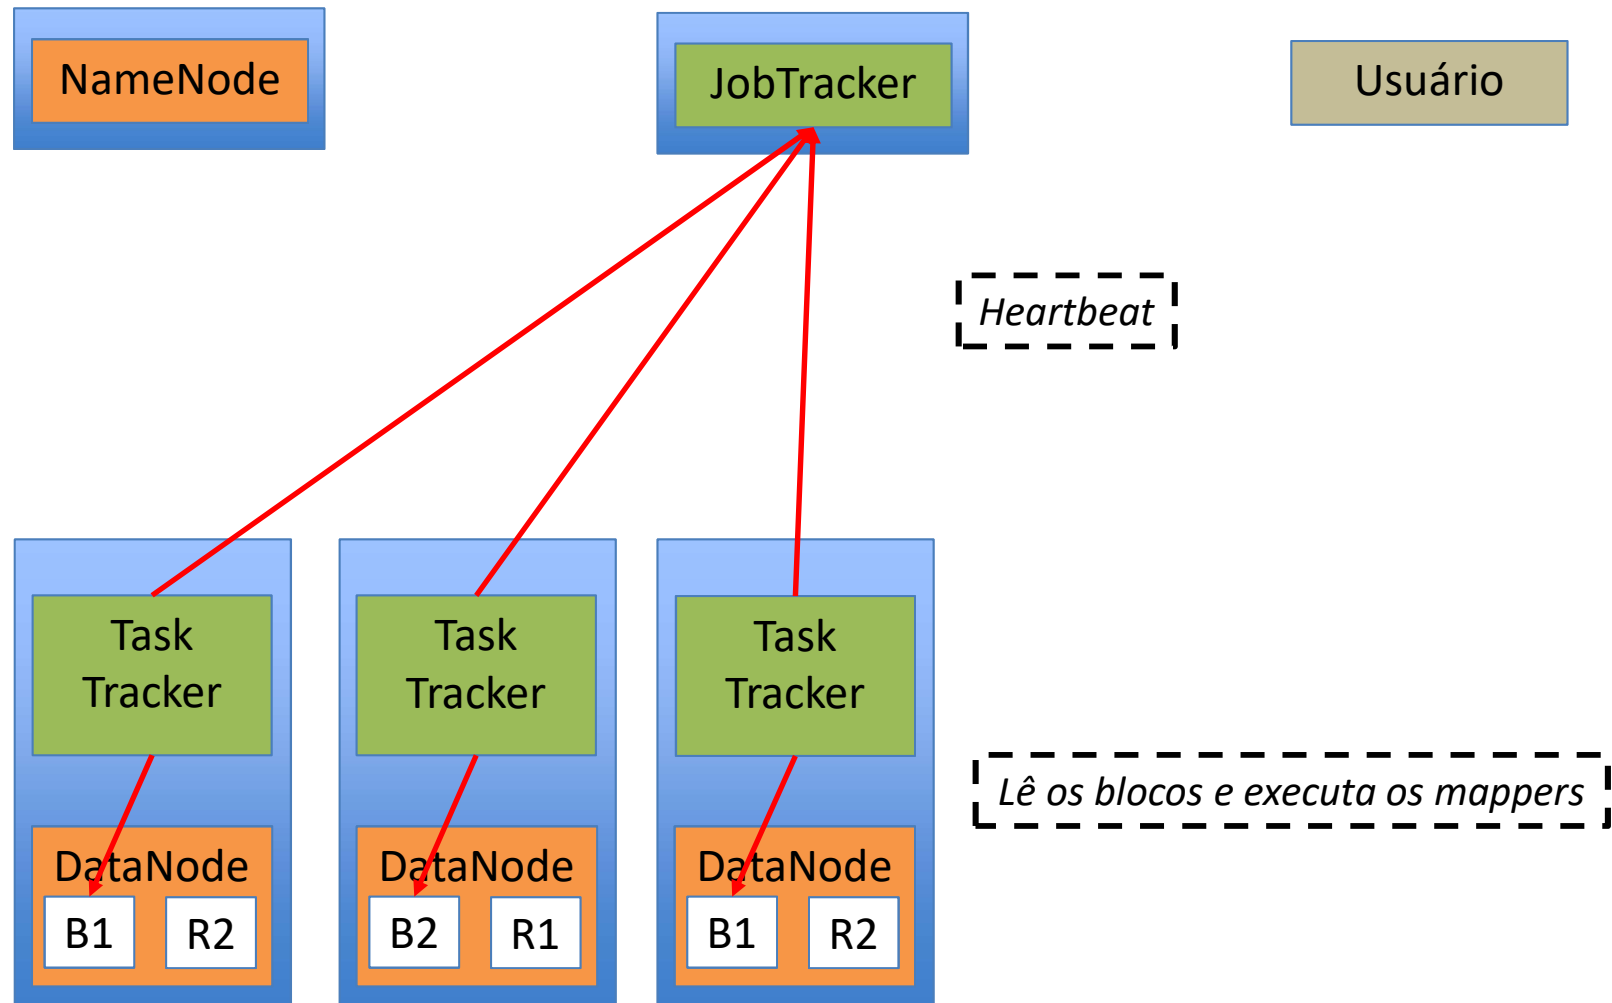 NameNode
JobTracker
Usuário
Heartbeat
Task
Tracker
Task
Tracker
Task
Tracker
Lê os blocos e executa os mappers
DataNode
B1
R2
DataNode
B2
R1
DataNode
B1
R2